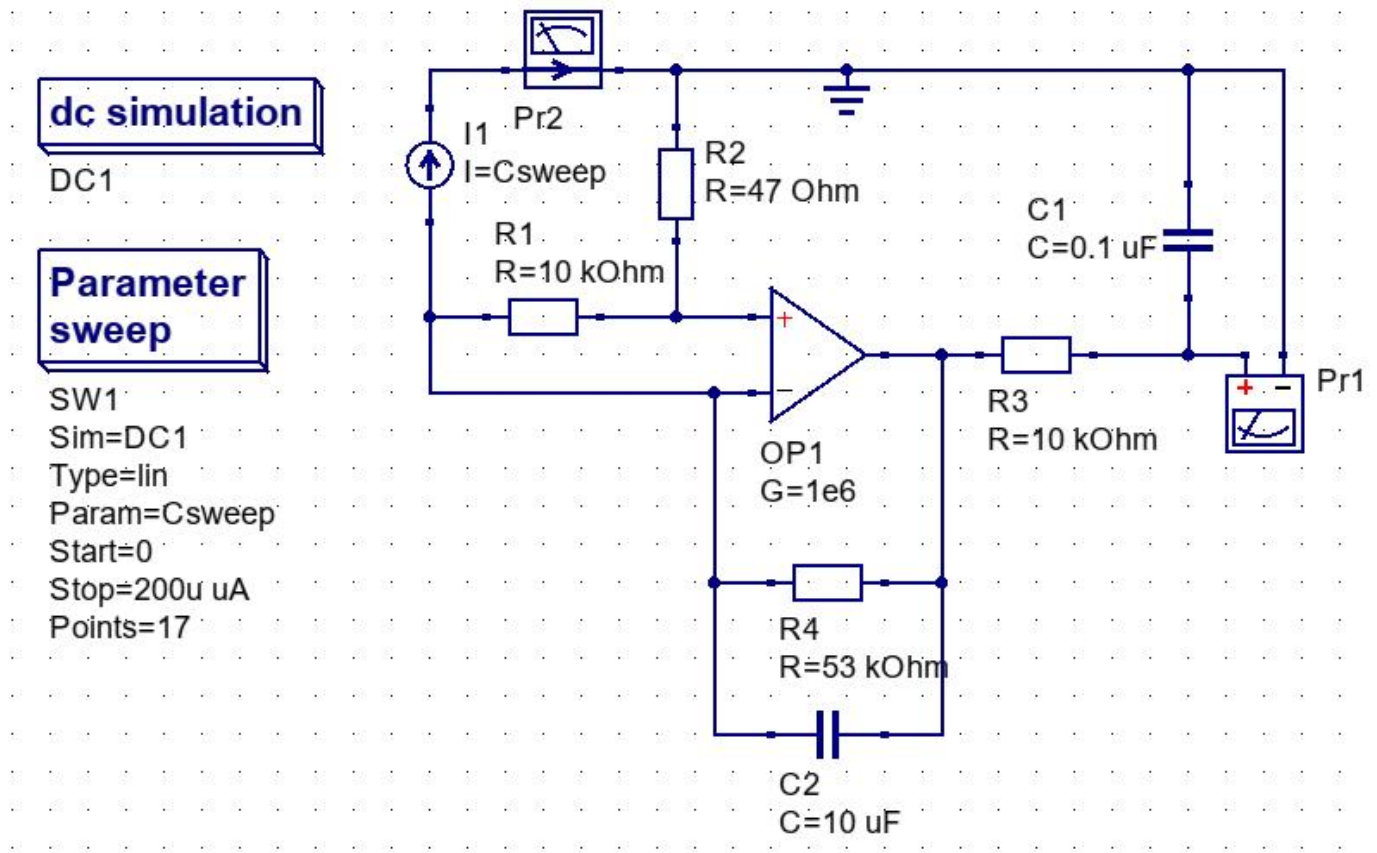 dc simulation
DC1
Parameter
sweep
SW1
Sim=DC1
Type=lin
Param=Csweep
Start=0
Stop=200u uA
Points=17
Pr2
I1
I=Csweep
R2
R=47 Ohm
R1
R=10 kOhm
C1
C=0.1 uF
+
−
OP1
G=1e6
R3
R=10 kOhm
+ −
Pr1
R4
R=53 kOhm
C2
C=10 uF